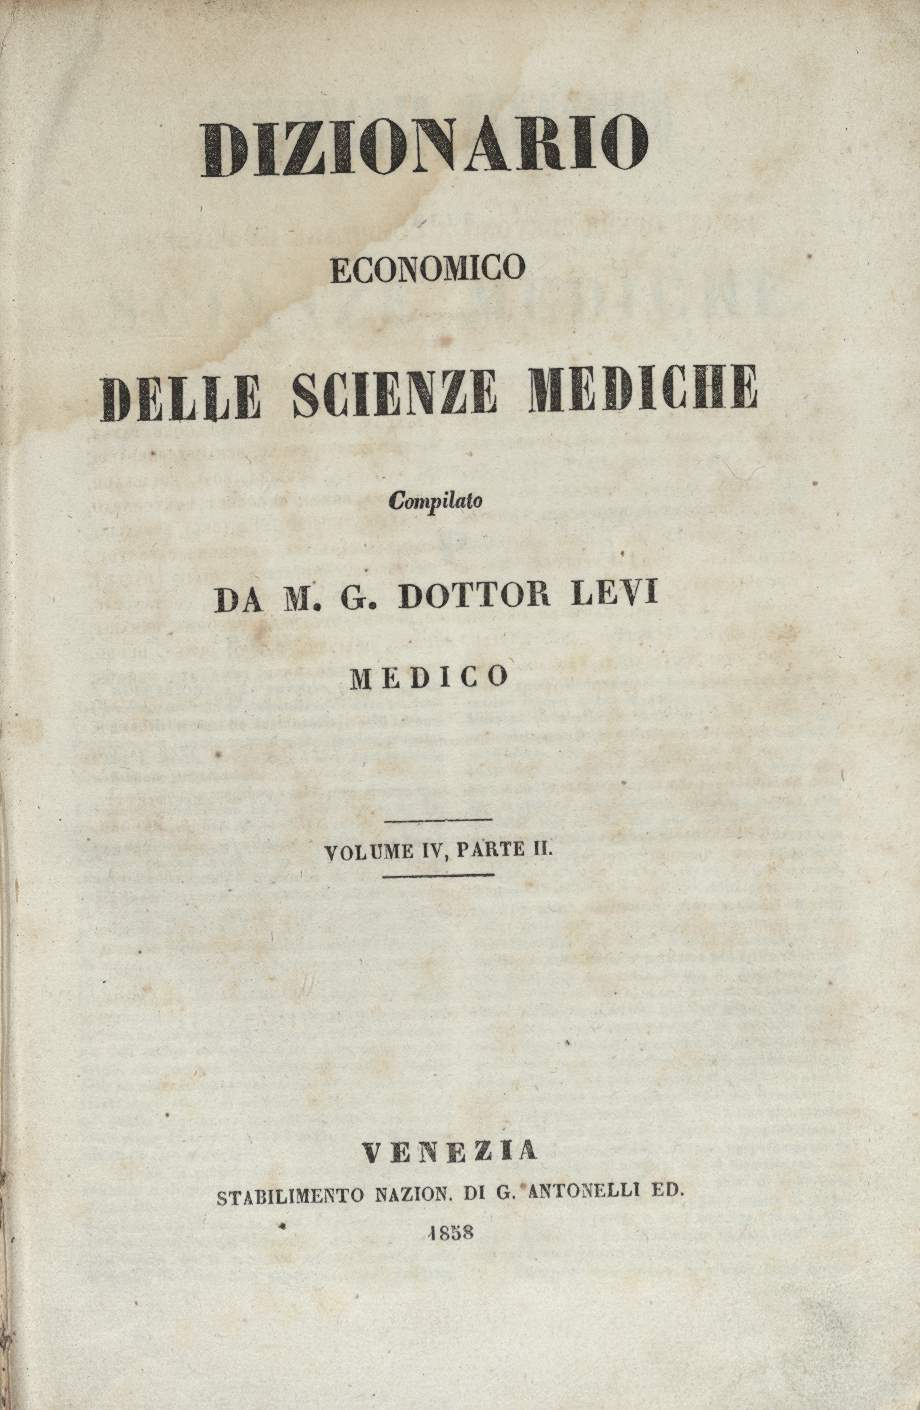 DIZIONARIO
ECONOMICO
DELLE SCIENZE MEDICHE
Compilato
DA M. G. DOTTOR LEVI
MEDICO
VOLUME IV, PARTE II.
VENEZIA
STABILIMENTO NAZION. DI G. ANTONELLI ED.
1858